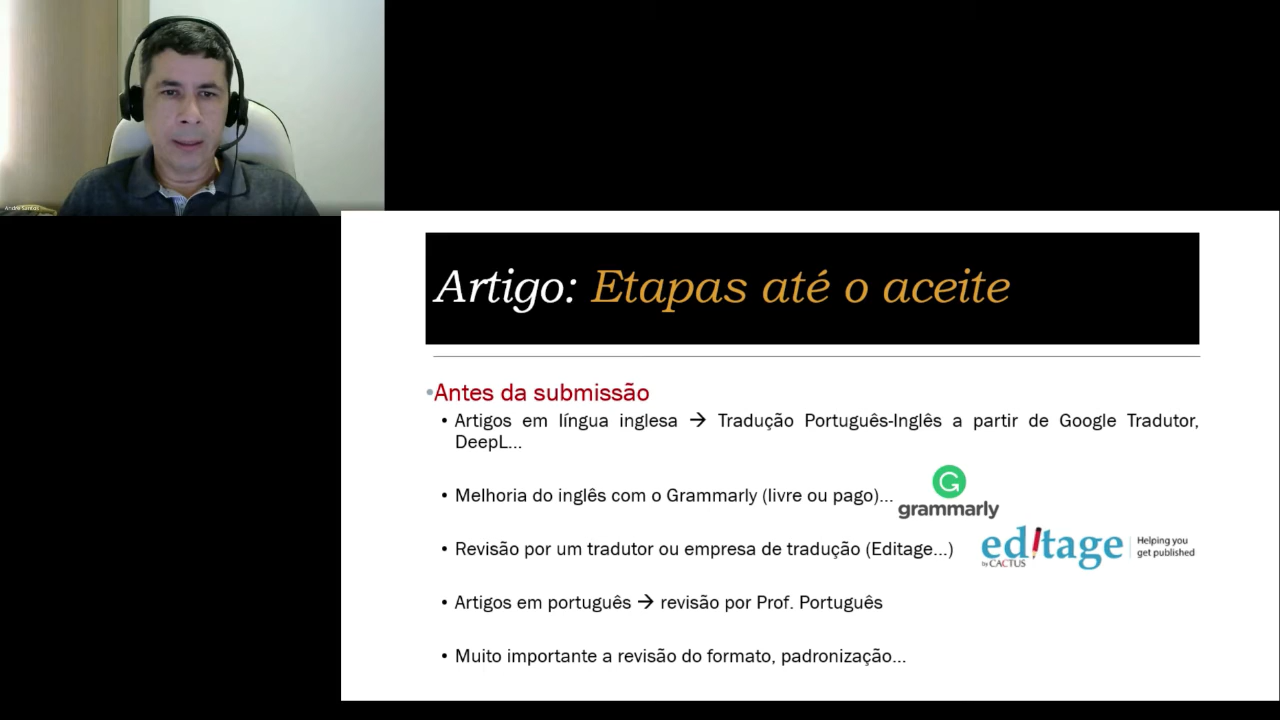 André Santos
Artigo: Etapas até o aceite
•Antes da submissão
• Artigos em língua inglesa → Tradução Português-Inglês a partir de Google Tradutor,
DeepL...
• Melhoria do inglês com o Grammarly (livre ou pago)...
G
grammarly
• Revisão por um tradutor ou empresa de tradução (Editage...)
editage
by CACTUS
Helping you
get published
• Artigos em português → revisão por Prof. Português
• Muito importante a revisão do formato, padronização...